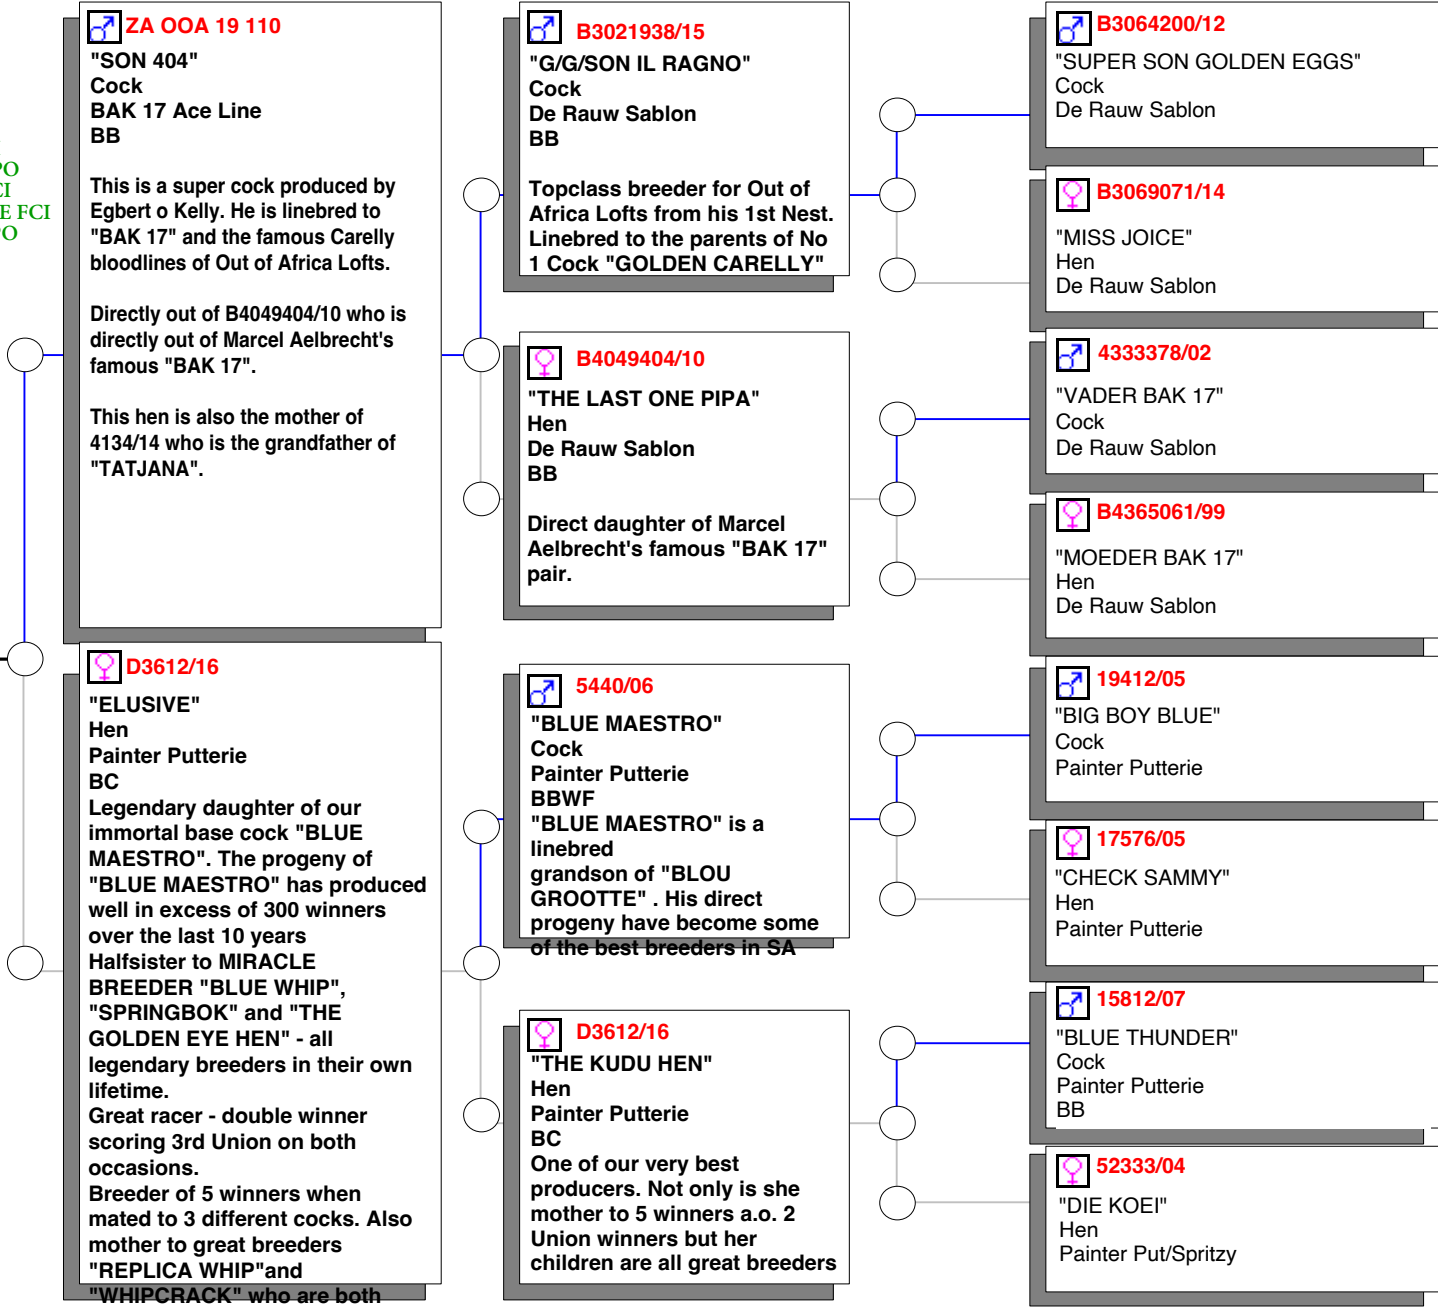 PO
CI
E FCI
PO
ZA OOA 19 110
"SON 404"
Cock
BAK 17 Ace Line
BB
This is a super cock produced by
Egbert o Kelly. He is linebred to
"BAK 17" and the famous Carelly
bloodlines of Out of Africa Lofts.
Directly out of B4049404/10 who is
directly out of Marcel Aelbrecht's
famous "BAK 17".
This hen is also the mother of
4134/14 who is the grandfather of
"TATJANA".
D3612/16
"ELUSIVE"
Hen
Painter Putterie
BC
Legendary daughter of our
immortal base cock "BLUE
MAESTRO". The progeny of
"BLUE MAESTRO" has produced
well in excess of 300 winners
over the last 10 years
Halfsister to MIRACLE
BREEDER "BLUE WHIP",
"SPRINGBOK" and "THE
GOLDEN EYE HEN" - all
legendary breeders in their own
lifetime.
Great racer - double winner
scoring 3rd Union on both
occasions.
Breeder of 5 winners when
mated to 3 different cocks. Also
mother to great breeders
"REPLICA WHIP"and
"WHIPCRACK" who are both
B3021938/15
"G/G/SON IL RAGNO"
Cock
De Rauw Sablon
BB
Topclass breeder for Out of
Africa Lofts from his 1st Nest.
Linebred to the parents of No
1 Cock "GOLDEN CARELLY"
B4049404/10
"THE LAST ONE PIPA"
Hen
De Rauw Sablon
BB
Direct daughter of Marcel
Aelbrecht's famous "BAK 17"
pair.
5440/06
"BLUE MAESTRO"
Cock
Painter Putterie
BBWF
"BLUE MAESTRO" is a
linebred
grandson of "BLOU
GROOTTE" . His direct
progeny have become some
of the best breeders in SA
D3612/16
"THE KUDU HEN"
Hen
Painter Putterie
BC
One of our very best
producers. Not only is she
mother to 5 winners a.o. 2
Union winners but her
children are all great breeders
B3064200/12
"SUPER SON GOLDEN EGGS"
Cock
De Rauw Sablon
B3069071/14
"MISS JOICE"
Hen
De Rauw Sablon
4333378/02
"VADER BAK 17"
Cock
De Rauw Sablon
B4365061/99
"MOEDER BAK 17"
Hen
De Rauw Sablon
19412/05
"BIG BOY BLUE"
Cock
Painter Putterie
17576/05
"CHECK SAMMY"
Hen
Painter Putterie
15812/07
"BLUE THUNDER"
Cock
Painter Putterie
BB
52333/04
"DIE KOEI"
Hen
Painter Put/Spritzy